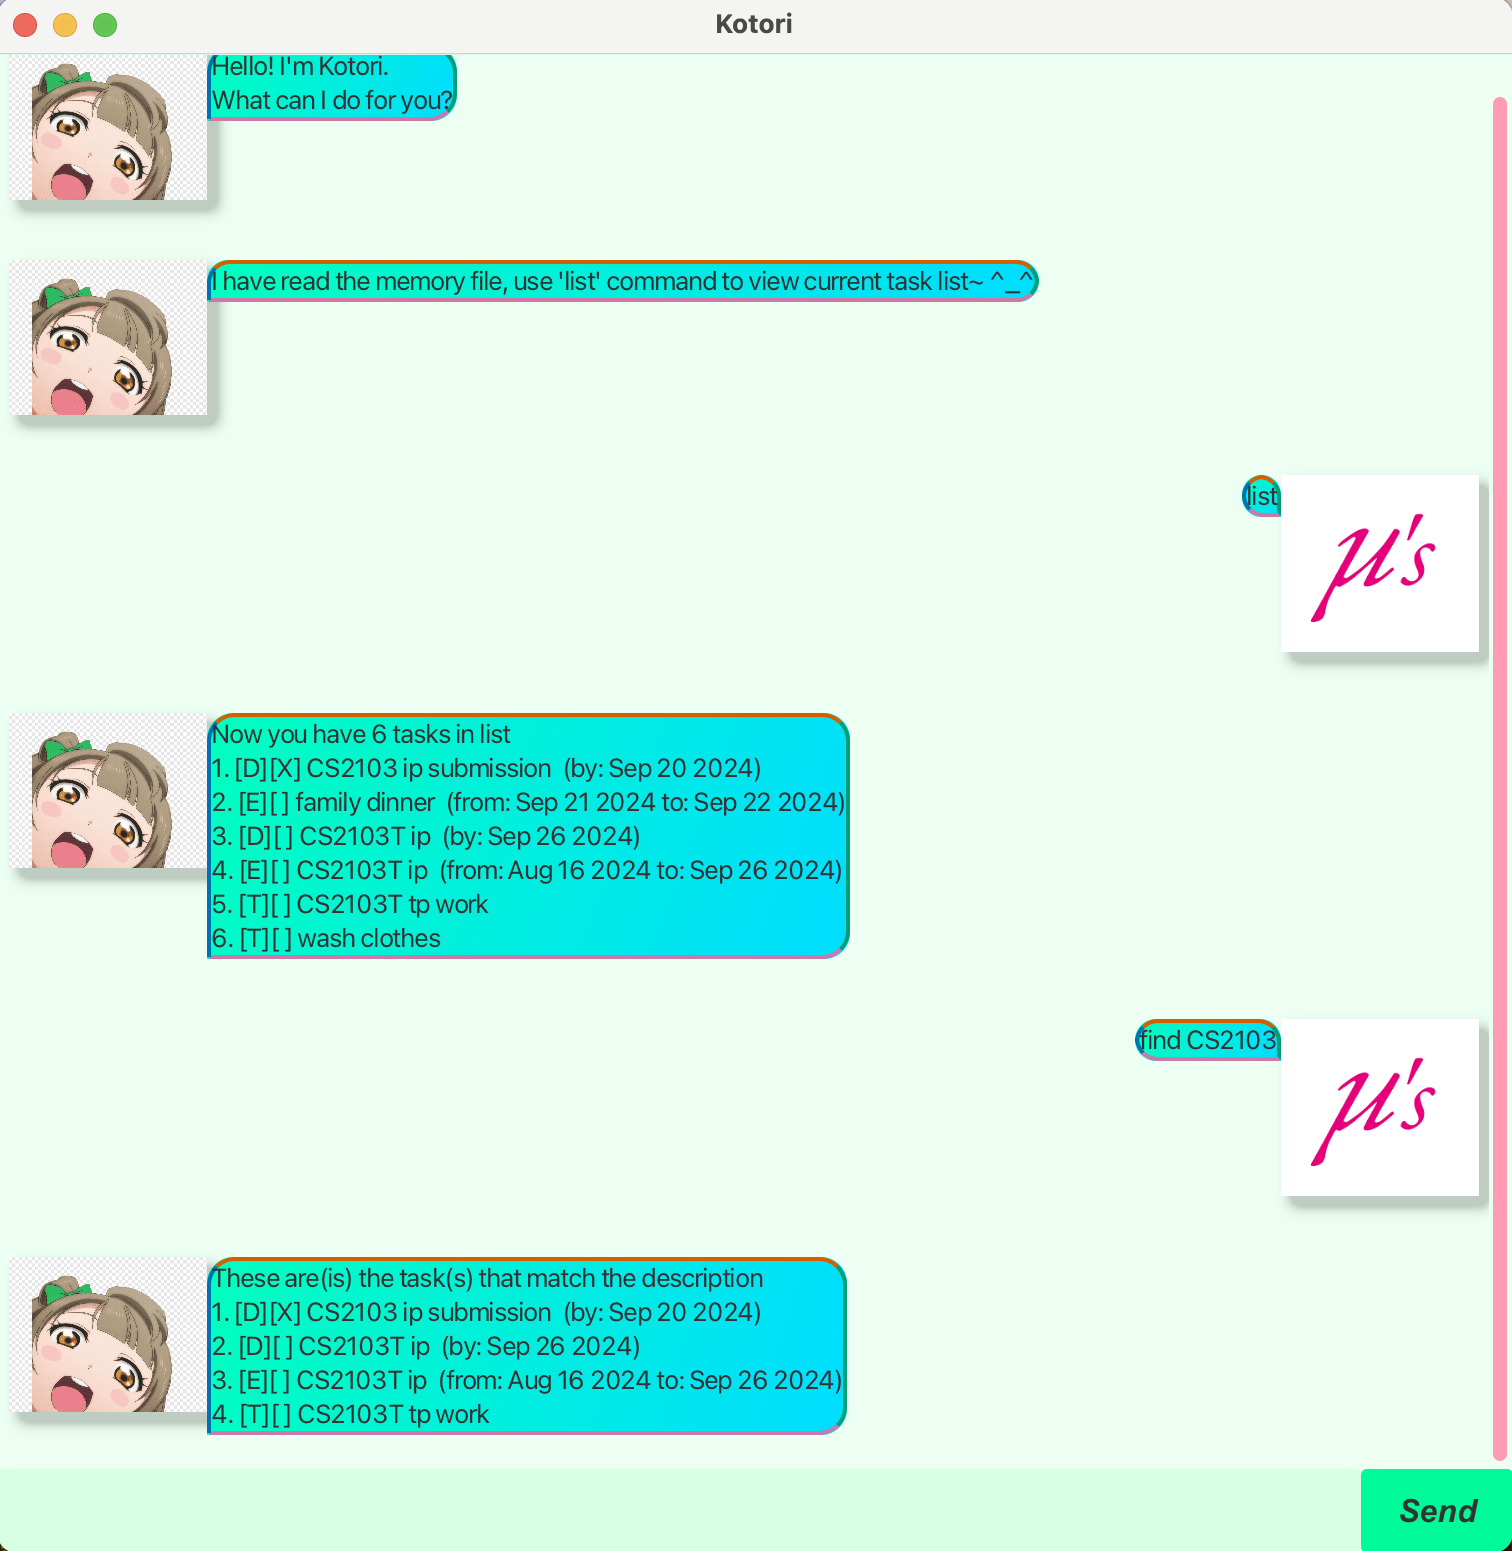 Kotori
Hello! I'm Kotori.
What can I do for you?
I have read the memory file, use 'list' command to view current task list~ ^_^
list
μ's
Now you have 6 tasks in list
1. [D][X] CS2103 ip submission  (by: Sep 20 2024)
2. [E][ ] family dinner  (from: Sep 21 2024 to: Sep 22 2024)
3. [D][ ] CS2103T ip  (by: Sep 26 2024)
4. [E][ ] CS2103T ip  (from: Aug 16 2024 to: Sep 26 2024)
5. [T][ ] CS2103T tp work
6. [T][ ] wash clothes
find CS2103
μ's
These are(is) the task(s) that match the description
1. [D][X] CS2103 ip submission  (by: Sep 20 2024)
2. [D][ ] CS2103T ip  (by: Sep 26 2024)
3. [E][ ] CS2103T ip  (from: Aug 16 2024 to: Sep 26 2024)
4. [T][ ] CS2103T tp work
Send